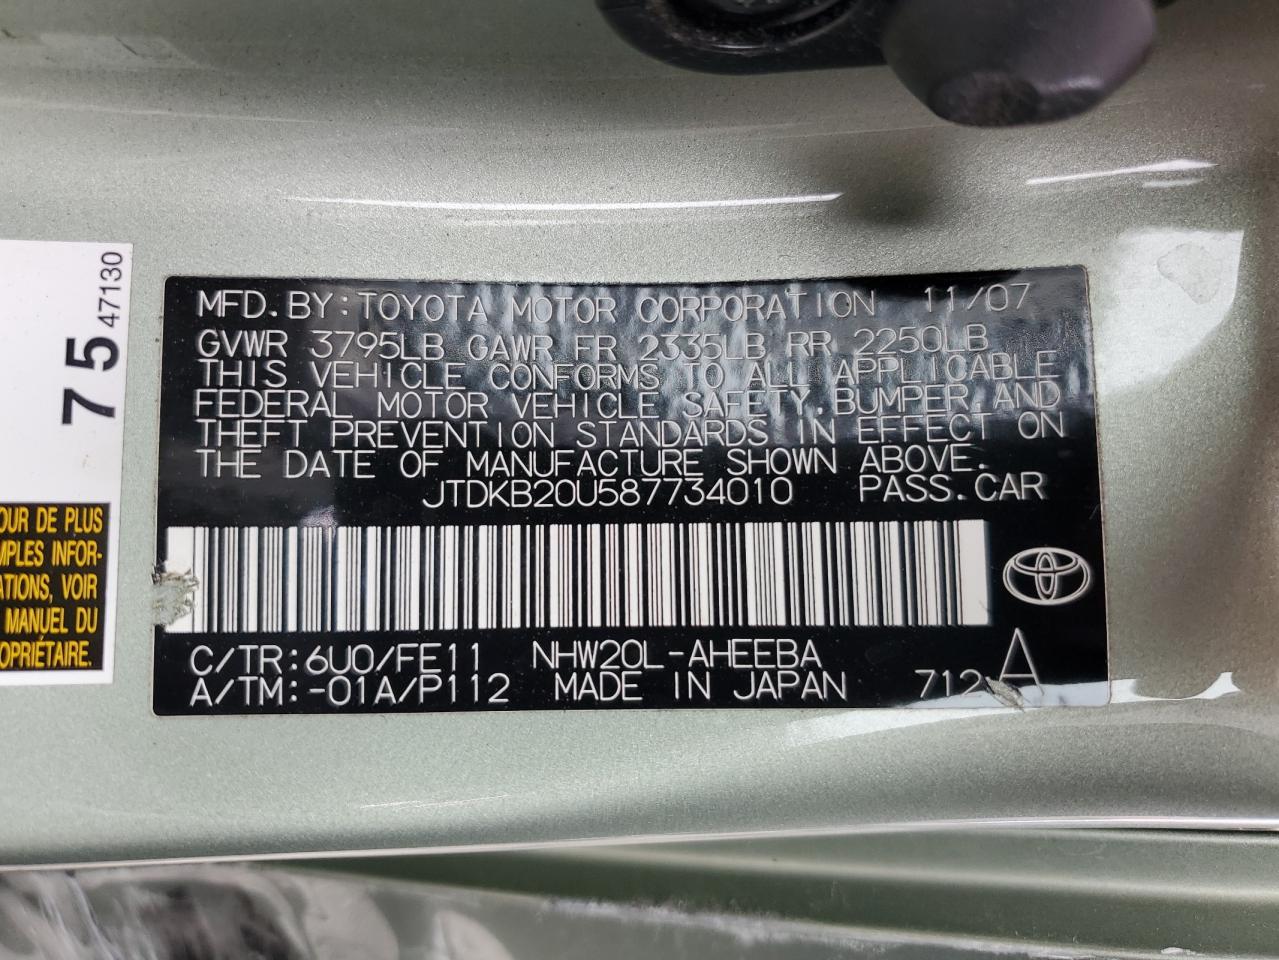 MFD. BY: TOYOTA MOTOR CORPORATION 11/07
GVWR 3795LB GAWR FR 2335LB RR 2250LB
THIS VEHICLE CONFORMS TO ALL APPLICABLE
FEDERAL MOTOR VEHICLE SAFETY, BUMPER, AND
THEFT PREVENTION STANDARDS IN EFFECT ON
THE DATE OF MANUFACTURE SHOWN ABOVE.
JTDKB20U587734010 PASS. CAR
C/TR: 6U0/FE11 NHW20L-AHEEBA
A/TM: -01A/P112 MADE IN JAPAN 712 A
75
47130
OUR DE PLUS
MPLES INFOR-
ATIONS, VOIR
MANUEL DU
OPRIÉTAIRE.